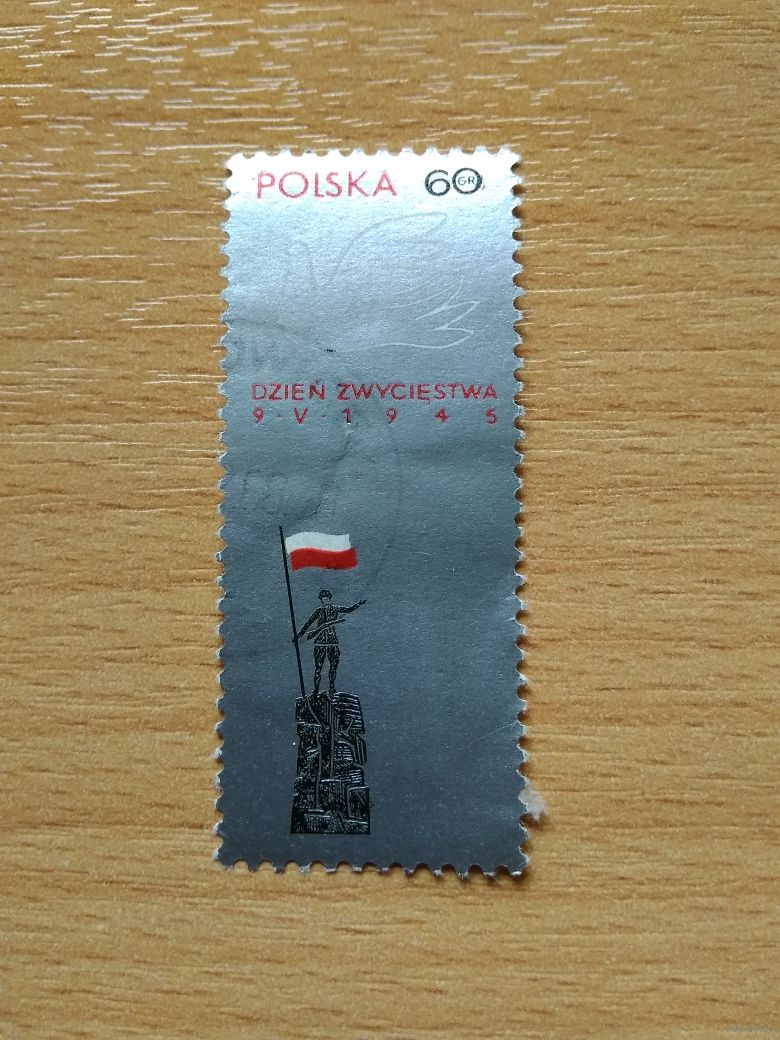 POLSKA 60 GR
DZIEŃ ZWYCIĘSTWA
9·V·1945